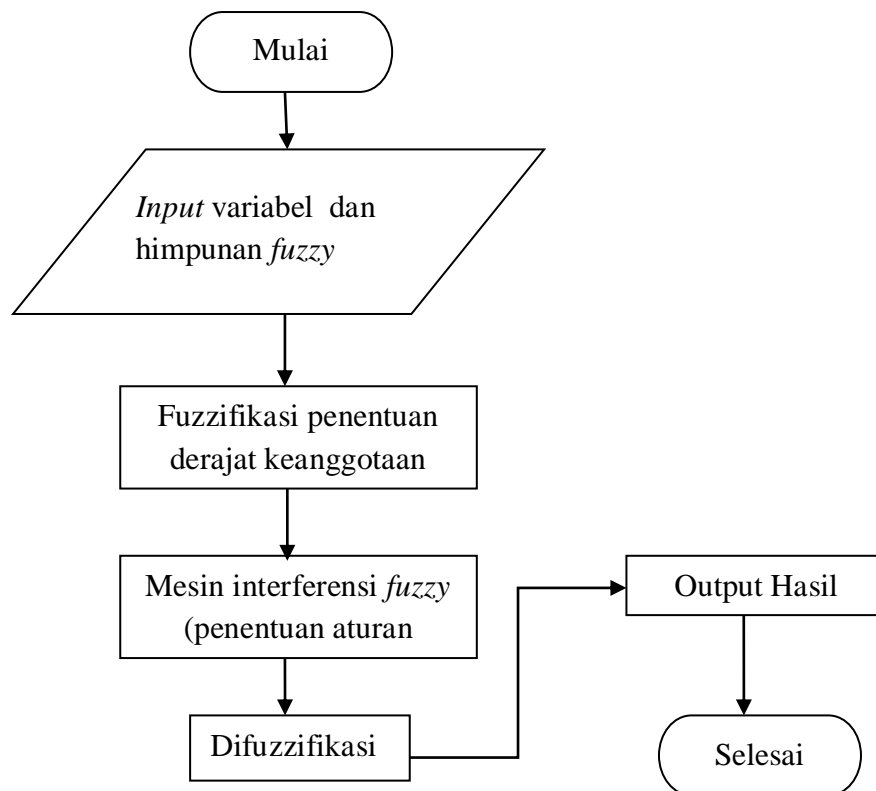 Mulai
Input variabel dan
himpunan fuzzy
Fuzzifikasi penentuan
derajat keanggotaan
Mesin interferensi fuzzy
(penentuan aturan
Difuzzifikasi
Output Hasil
Selesai